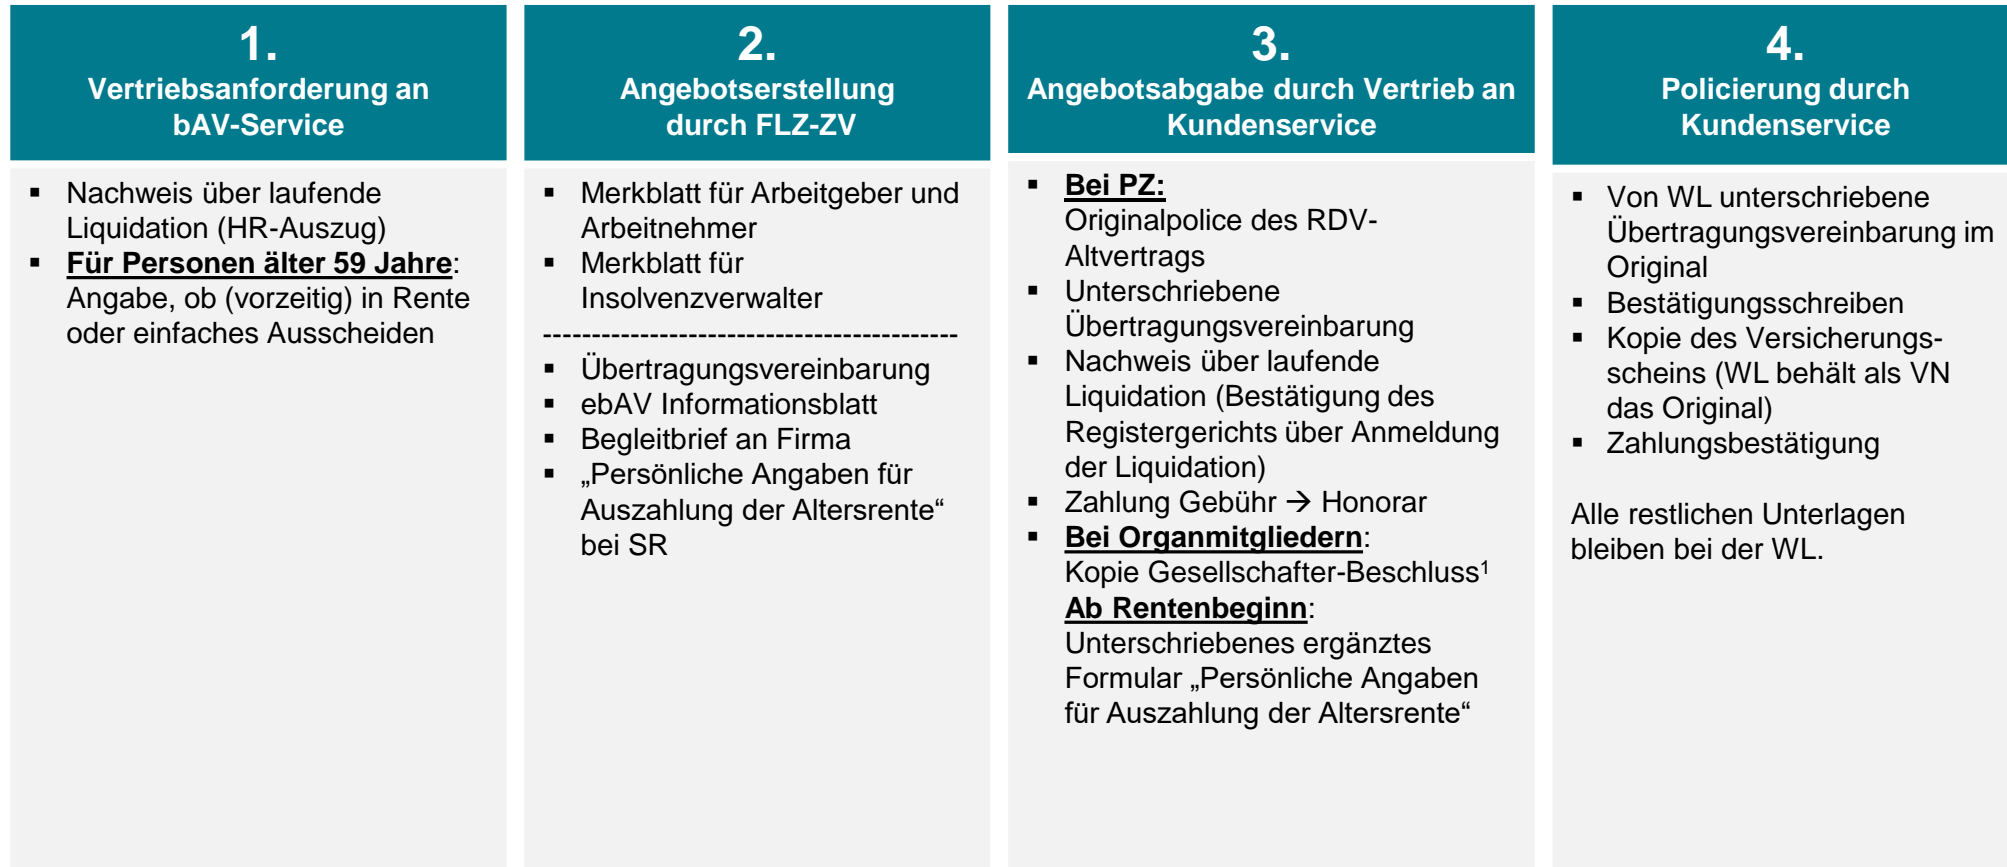 1.
Vertriebsanforderung an
bAV-Service
▪ Nachweis über laufende
Liquidation (HR-Auszug)
▪ Für Personen älter 59 Jahre:
Angabe, ob (vorzeitig) in Rente
oder einfaches Ausscheiden
2.
Angebotserstellung
durch FLZ-ZV
▪ Merkblatt für Arbeitgeber und
Arbeitnehmer
▪ Merkblatt für
Insolvenzverwalter
------------------------------------------
▪ Übertragungsvereinbarung
▪ ebAV Informationsblatt
▪ Begleitbrief an Firma
▪ „Persönliche Angaben für
Auszahlung der Altersrente“
bei SR
3.
Angebotsabgabe durch Vertrieb an
Kundenservice
▪ Bei PZ:
Originalpolice des RDV-
Altvertrags
▪ Unterschriebene
Übertragungsvereinbarung
▪ Nachweis über laufende
Liquidation (Bestätigung des
Registergerichts über Anmeldung
der Liquidation)
▪ Zahlung Gebühr → Honorar
▪ Bei Organmitgliedern:
Kopie Gesellschafter-Beschluss¹
Ab Rentenbeginn:
Unterschriebenes ergänztes
Formular „Persönliche Angaben
für Auszahlung der Altersrente“
4.
Policierung durch
Kundenservice
▪ Von WL unterschriebene
Übertragungsvereinbarung im
Original
▪ Bestätigungsschreiben
▪ Kopie des Versicherungs-
scheins (WL behält als VN
das Original)
▪ Zahlungsbestätigung
Alle restlichen Unterlagen
bleiben bei der WL.